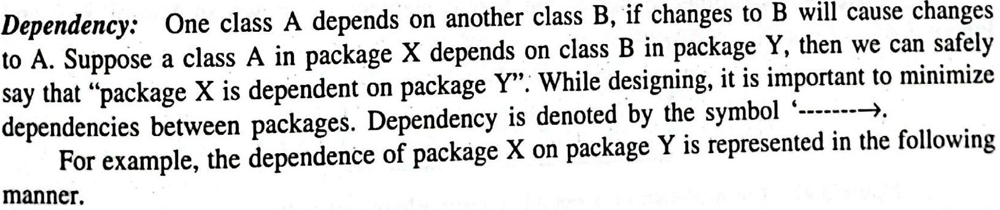 Dependency: One class A depends on another class B, if changes to B will cause changes
to A. Suppose a class A in package X depends on class B in package Y, then we can safely
say that “package X is dependent on package Y”. While designing, it is important to minimize
dependencies between packages. Dependency is denoted by the symbol ‘-------->.
For example, the dependence of package X on package Y is represented in the following
manner.